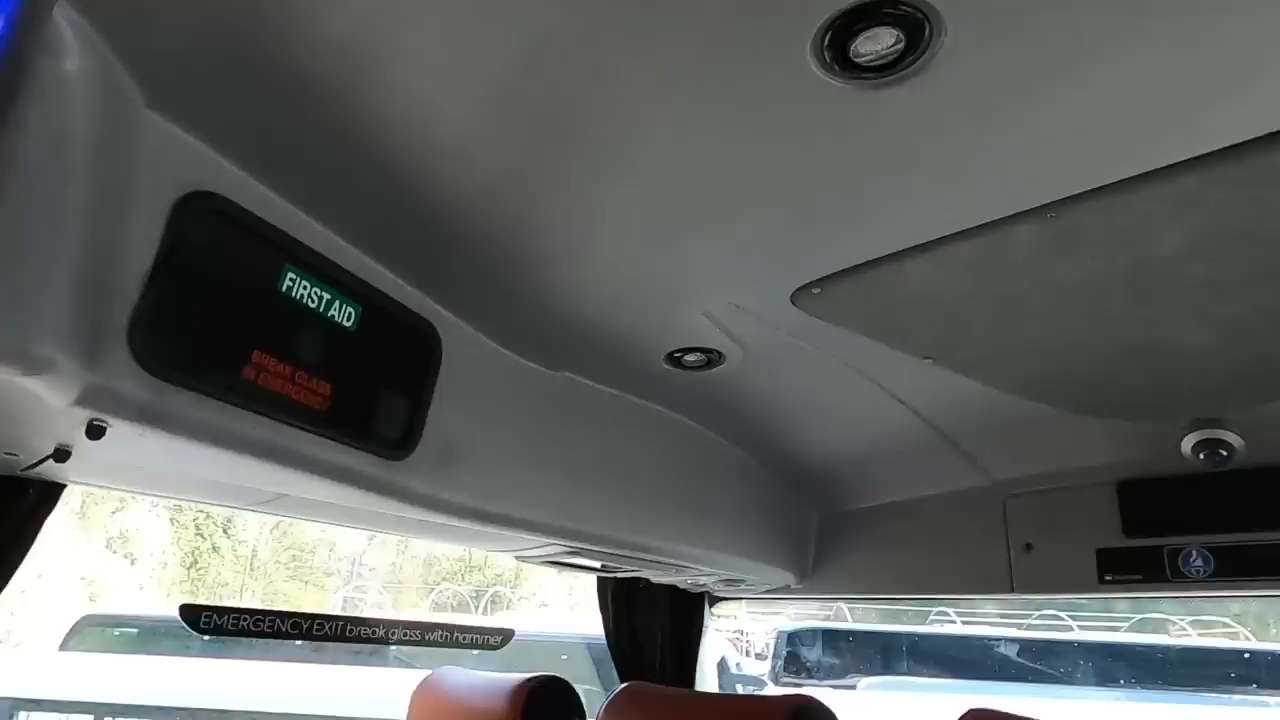 FIRST AID
BREAK GLASS
IN EMERGENCY
EMERGENCY EXIT break glass with hammer